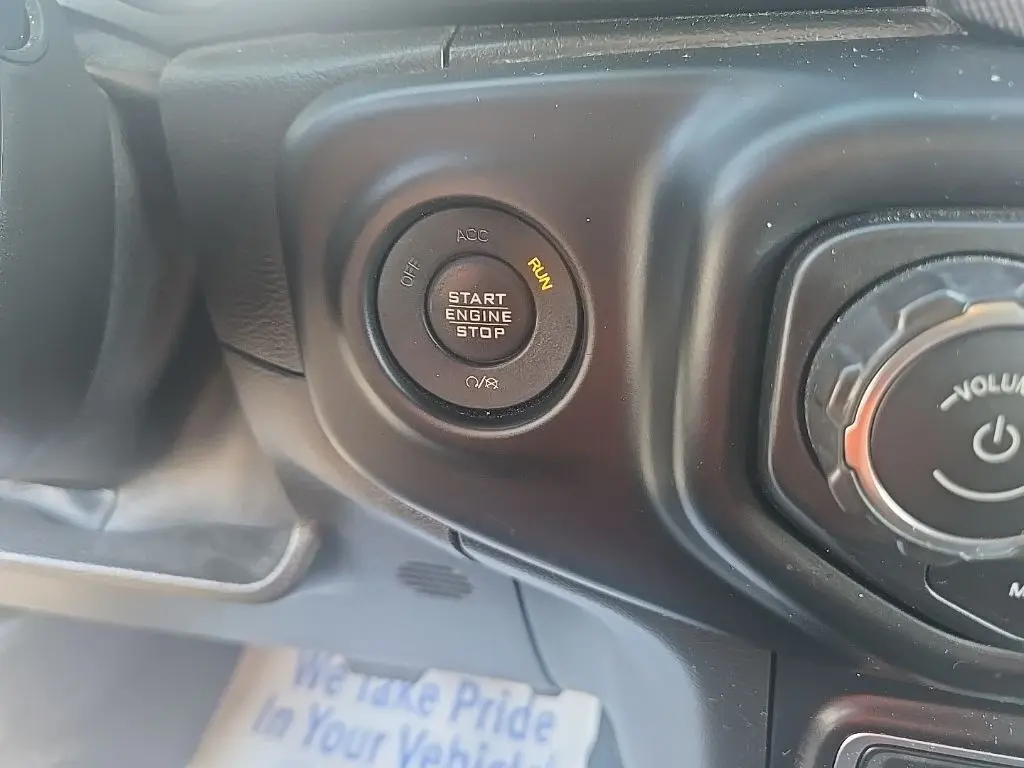 ACC
OFF
RUN
START
ENGINE
STOP
VOLUM
M
We Take Pride
In Your Vehicle